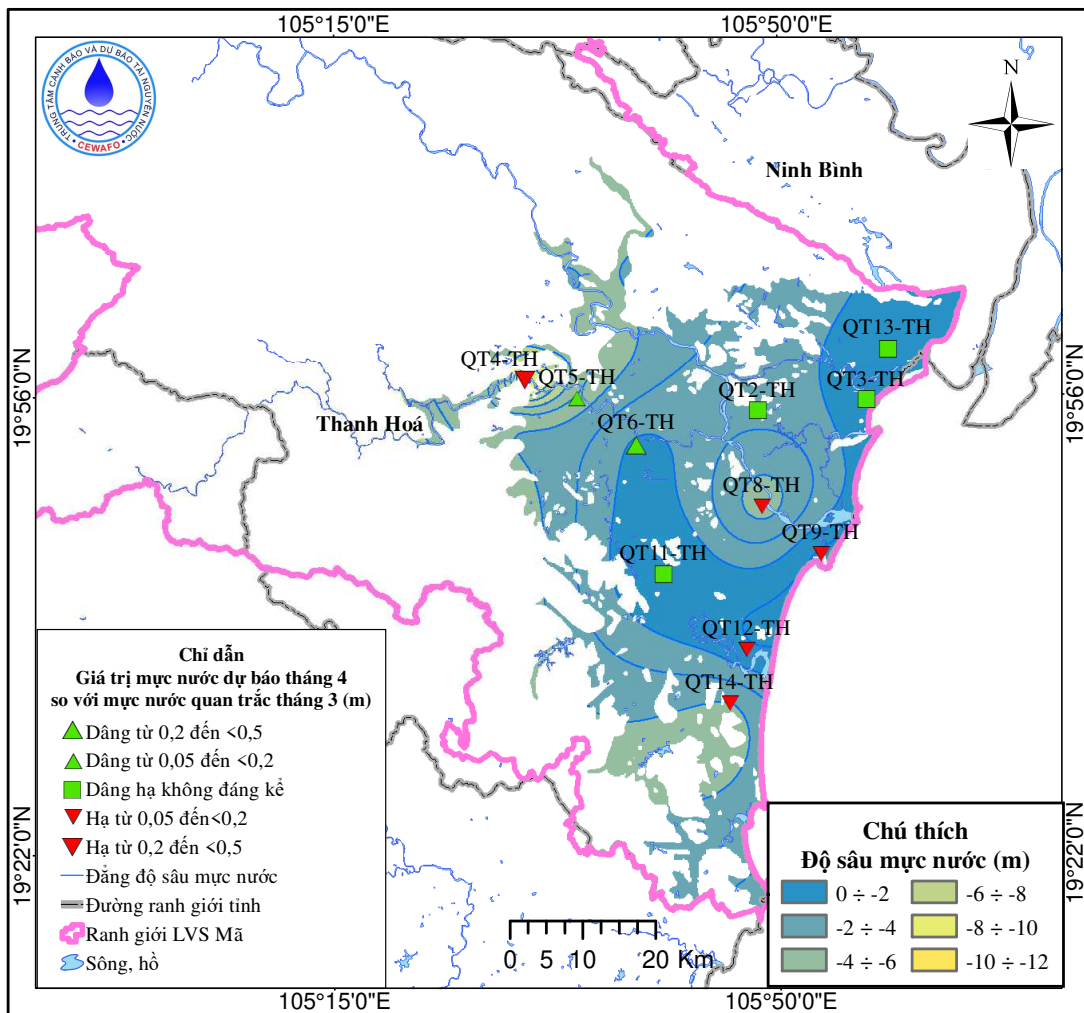 105°15'0"E
105°50'0"E
TRUNG TÂM CẢNH BÁO VÀ DỰ BÁO TÀI NGUYÊN NƯỚC
• CEWAFO •
N
Ninh Bình
QT13-TH
QT4-TH
QT5-TH
QT3-TH
QT2-TH
19°56'0"N
19°56'0"N
Thanh Hoá
QT6-TH
QT8-TH
QT9-TH
QT11-TH
QT12-TH
QT14-TH
Chỉ dẫn
Giá trị mực nước dự báo tháng 4
so với mực nước quan trắc tháng 3 (m)
Dâng từ 0,2 đến <0,5
Dâng từ 0,05 đến <0,2
Dâng hạ không đáng kể
Hạ từ 0,05 đến<0,2
Hạ từ 0,2 đến <0,5
Đẳng độ sâu mực nước
Đường ranh giới tỉnh
Ranh giới LVS Mã
Sông, hồ
19°22'0"N
19°22'0"N
0 5 10 20 Km
Chú thích
Độ sâu mực nước (m)
0 ÷ -2
-2 ÷ -4
-4 ÷ -6
-6 ÷ -8
-8 ÷ -10
-10 ÷ -12
105°15'0"E
105°50'0"E